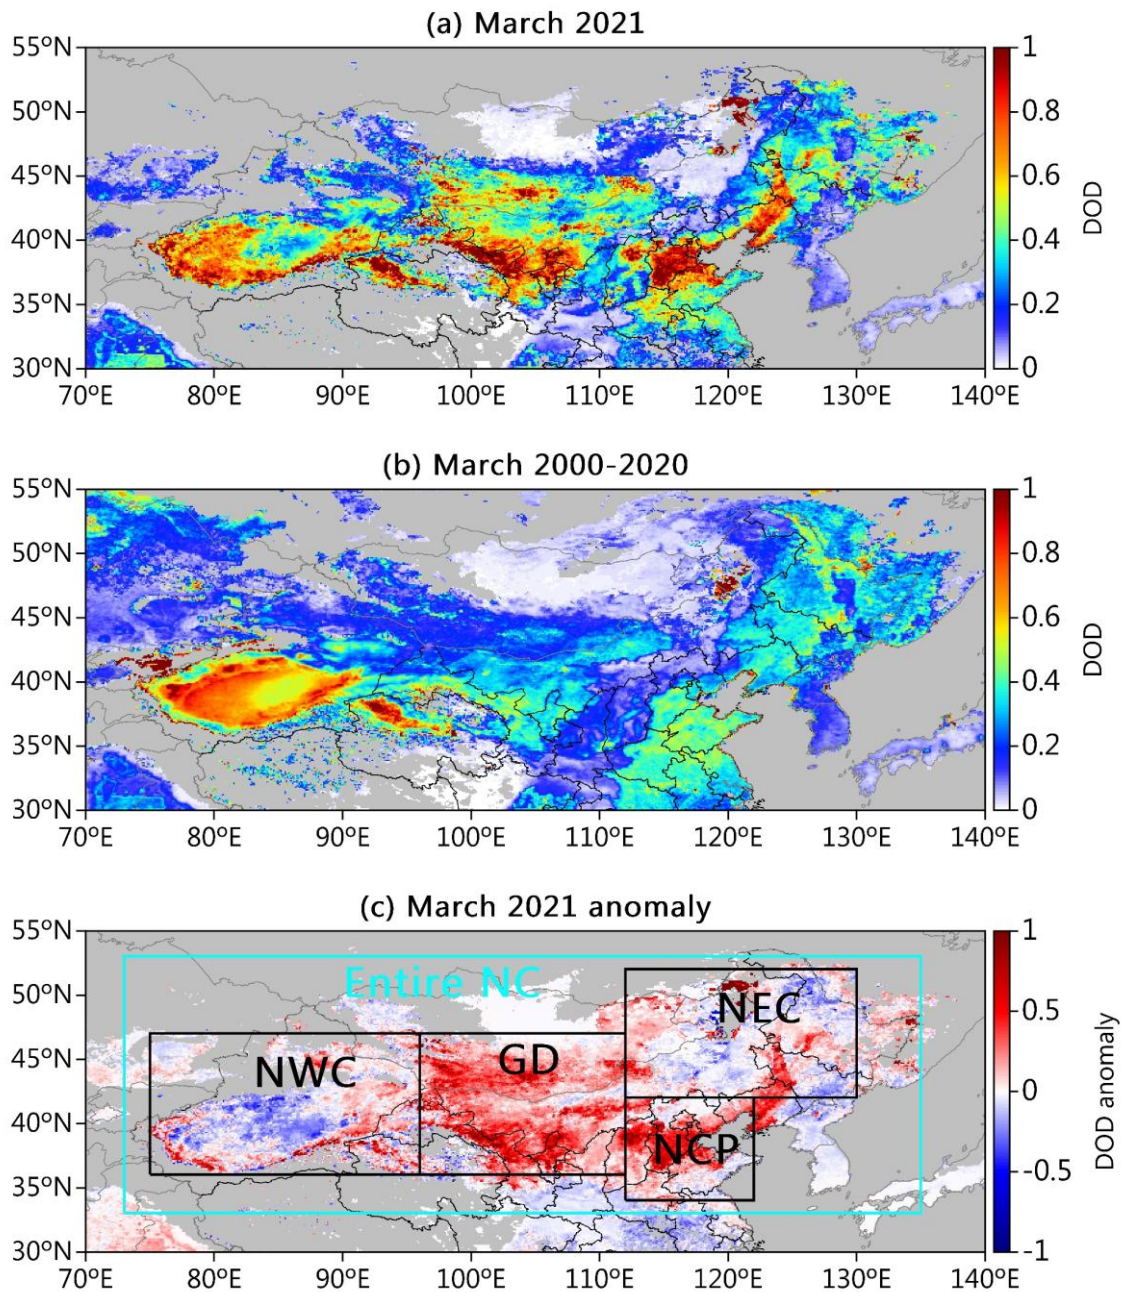 (a) March 2021
55°N
50°N
45°N
40°N
35°N
30°N
70°E 80°E 90°E 100°E 110°E 120°E 130°E 140°E
1
0.8
0.6
0.4
0.2
0
DOD
(b) March 2000-2020
55°N
50°N
45°N
40°N
35°N
30°N
70°E 80°E 90°E 100°E 110°E 120°E 130°E 140°E
1
0.8
0.6
0.4
0.2
0
DOD
(c) March 2021 anomaly
55°N
50°N
45°N
40°N
35°N
30°N
Entire NC
NEC
NWC
GD
NCP
70°E 80°E 90°E 100°E 110°E 120°E 130°E 140°E
1
0.5
0
-0.5
-1
DOD anomaly